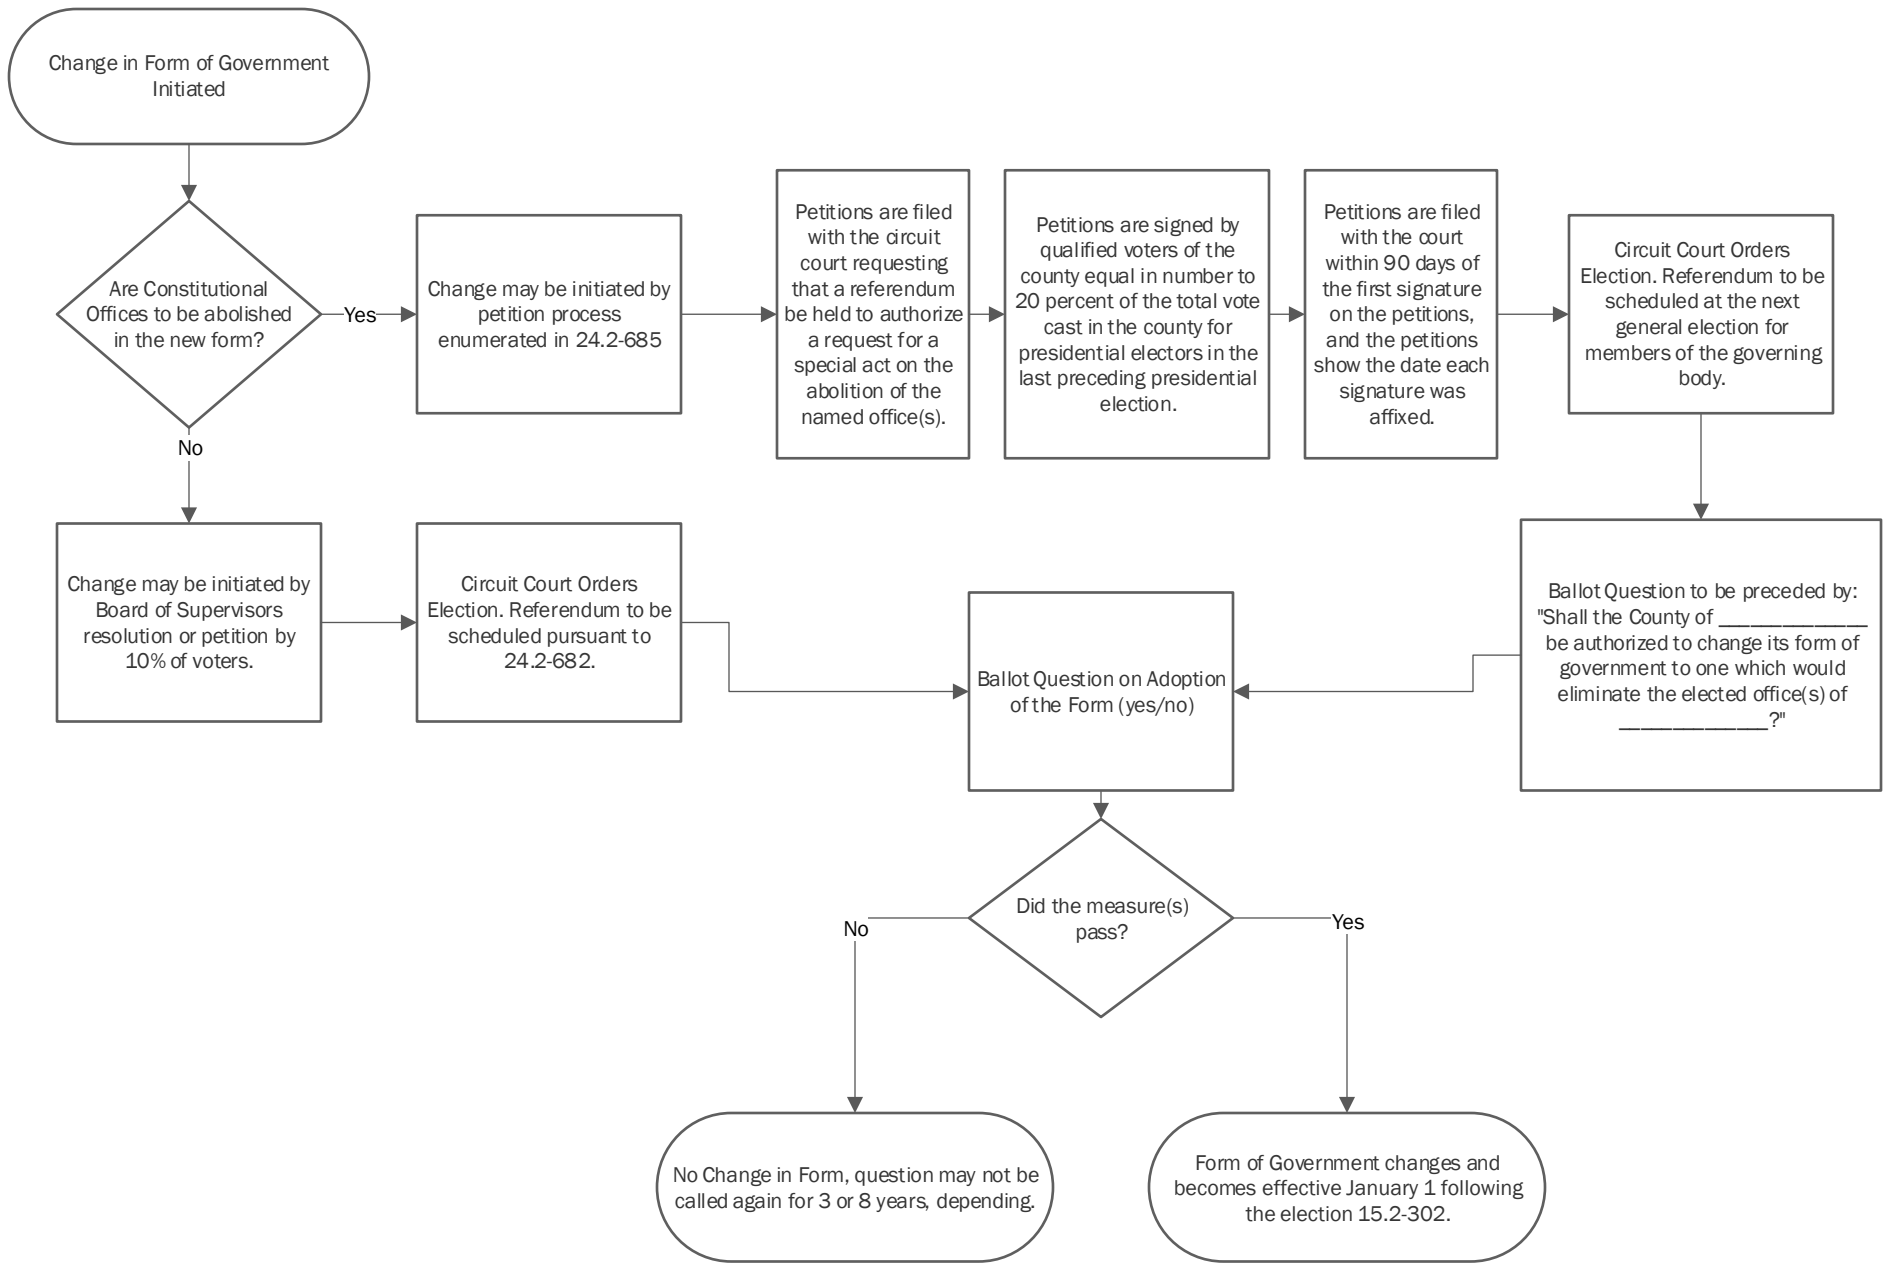 Change in Form of Government
Initiated
Are Constitutional
Offices to be abolished
in the new form?
Yes
Change may be initiated by
petition process
enumerated in 24.2-685
Petitions are filed
with the circuit
court requesting
that a referendum
be held to authorize
a request for a
special act on the
abolition of the
named office(s).
Petitions are signed by
qualified voters of the
county equal in number to
20 percent of the total vote
cast in the county for
presidential electors in the
last preceding presidential
election.
Petitions are filed
with the court
within 90 days of
the first signature
on the petitions,
and the petitions
show the date each
signature was
affixed.
Circuit Court Orders
Election. Referendum to be
scheduled at the next
general election for
members of the governing
body.
No
Change may be initiated by
Board of Supervisors
resolution or petition by
10% of voters.
Circuit Court Orders
Election. Referendum to be
scheduled pursuant to
24.2-682.
Ballot Question on Adoption
of the Form (yes/no)
Ballot Question to be preceded by:
"Shall the County of ______________
be authorized to change its form of
government to one which would
eliminate the elected office(s) of
______________?"
Did the measure(s)
pass?
No
Yes
No Change in Form, question may not be
called again for 3 or 8 years, depending.
Form of Government changes and
becomes effective January 1 following
the election 15.2-302.